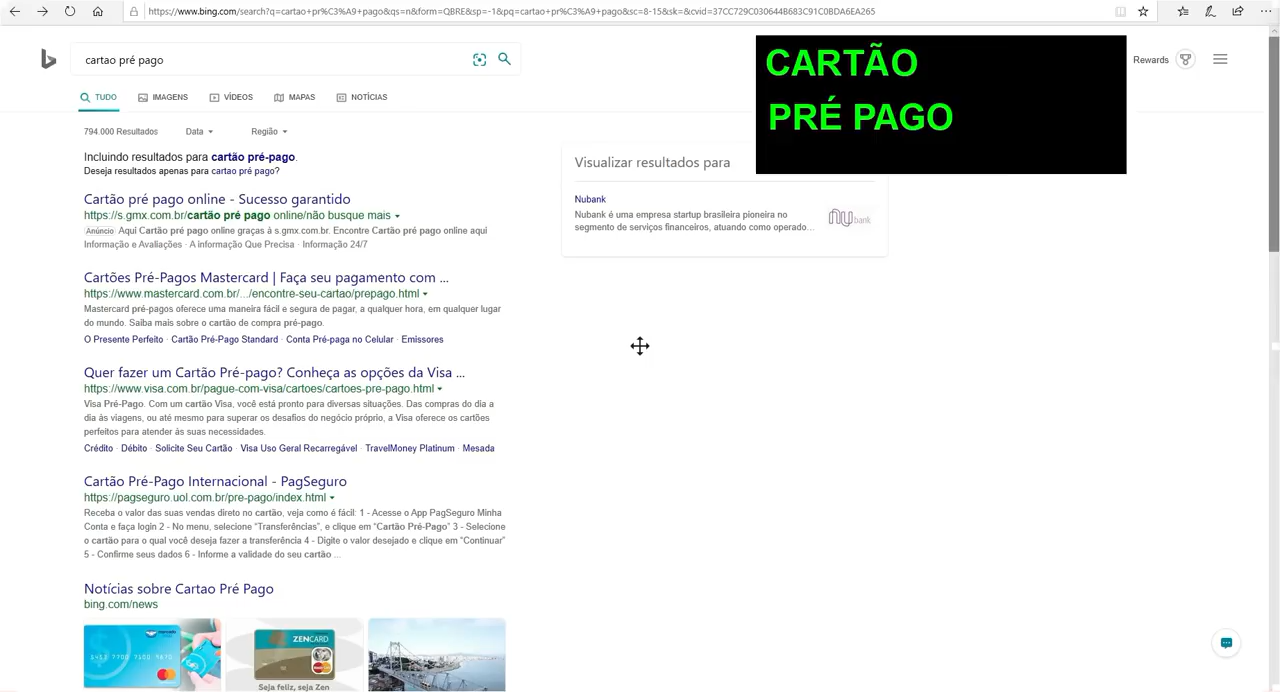 https://www.bing.com/search?q=cartao+pr%C3%A9+pago&qs=n&form=QBRE&sp=-1&pq=cartao+pr%C3%A9+pago&sc=8-15&sk=&cvid=37CC729C030644B683C91C0BDA6EA265
cartao pré pago
CARTÃO
PRÉ PAGO
Rewards
TUDO IMAGENS VÍDEOS MAPAS NOTÍCIAS
794.000 Resultados Data Região
Incluindo resultados para cartão pré-pago.
Deseja resultados apenas para cartao pré pago?
Cartão pré pago online - Sucesso garantido
https://s.gmx.com.br/cartão pré pago online/não busque mais
Anúncio Aqui Cartão pré pago online graças à s.gmx.com.br. Encontre Cartão pré pago online aqui
Informação e Avaliações · A informação Que Precisa · Informação 24/7
Cartões Pré-Pagos Mastercard | Faça seu pagamento com ...
https://www.mastercard.com.br/.../encontre-seu-cartao/prepago.html
Mastercard pré-pagos oferece uma maneira fácil e segura de pagar, a qualquer hora, em qualquer lugar
do mundo. Saiba mais sobre o cartão de compra pré-pago.
O Presente Perfeito · Cartão Pré-Pago Standard · Conta Pré-paga no Celular · Emissores
Quer fazer um Cartão Pré-pago? Conheça as opções da Visa ...
https://www.visa.com.br/pague-com-visa/cartoes/cartoes-pre-pago.html
Visa Pré-Pago. Com um cartão Visa, você está pronto para diversas situações. Das compras do dia a
dia às viagens, ou até mesmo para superar os desafios do negócio próprio, a Visa oferece os cartões
perfeitos para atender às suas necessidades.
Crédito · Débito · Solicite Seu Cartão · Visa Uso Geral Recarregável · TravelMoney Platinum · Mesada
Cartão Pré-Pago Internacional - PagSeguro
https://pagseguro.uol.com.br/pre-pago/index.html
Receba o valor das suas vendas direto no cartão, veja como é fácil: 1 - Acesse o App PagSeguro Minha
Conta e faça login 2 - No menu, selecione "Transferências", e clique em "Cartão Pré-Pago" 3 - Selecione
o cartão para o qual você deseja fazer a transferência 4 - Digite o valor desejado e clique em "Continuar"
5 - Confirme seus dados 6 - Informe a validade do seu cartão ...
Notícias sobre Cartao Pré Pago
bing.com/news
ZENCARD
Seja feliz, seja Zen
Visualizar resultados para
Nubank
Nubank é uma empresa startup brasileira pioneira no
segmento de serviços financeiros, atuando como operado...
nu bank